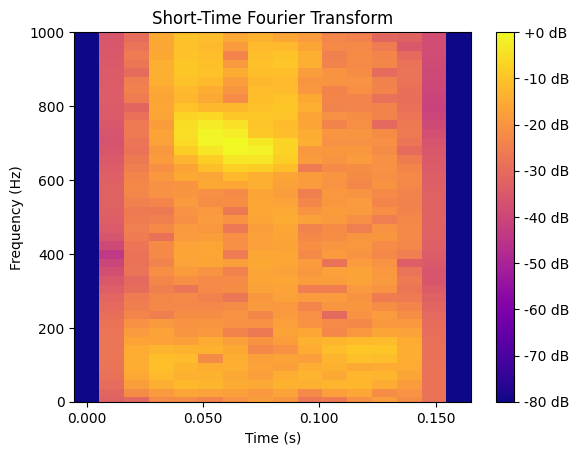 Short-Time Fourier Transform
1000
800
600
400
200
0
Frequency (Hz)
0.000
0.050
0.100
0.150
Time (s)
+0 dB
-10 dB
-20 dB
-30 dB
-40 dB
-50 dB
-60 dB
-70 dB
-80 dB